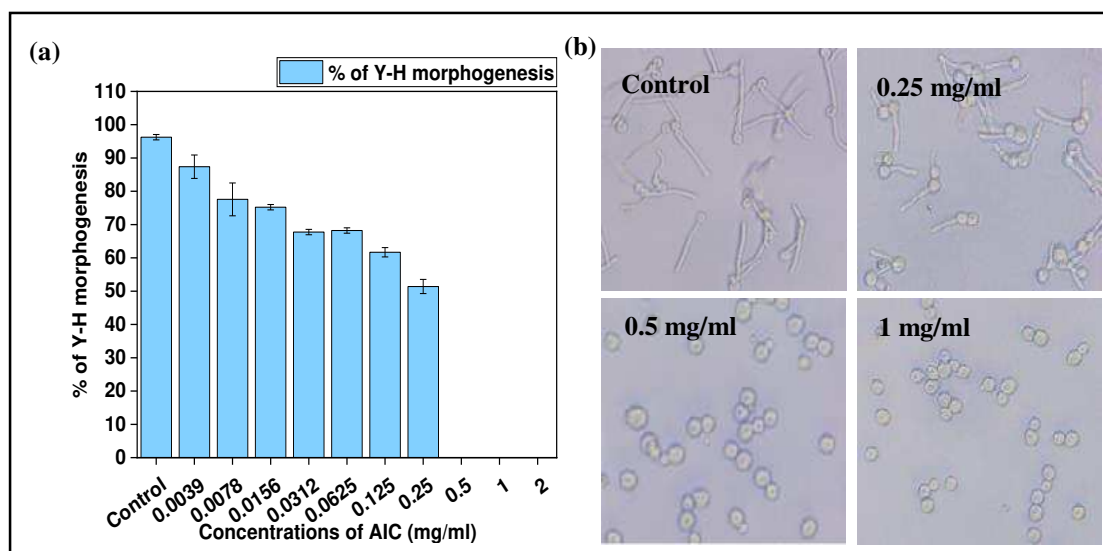 (a)
% of Y-H morphogenesis
% of Y-H morphogenesis
110
100
90
80
70
60
50
40
30
20
10
0
Control
0.0039
0.0078
0.0156
0.0312
0.0625
0.125
0.25
0.5
1
2
Concentrations of AIC (mg/ml)
(b)
Control
0.25 mg/ml
0.5 mg/ml
1 mg/ml